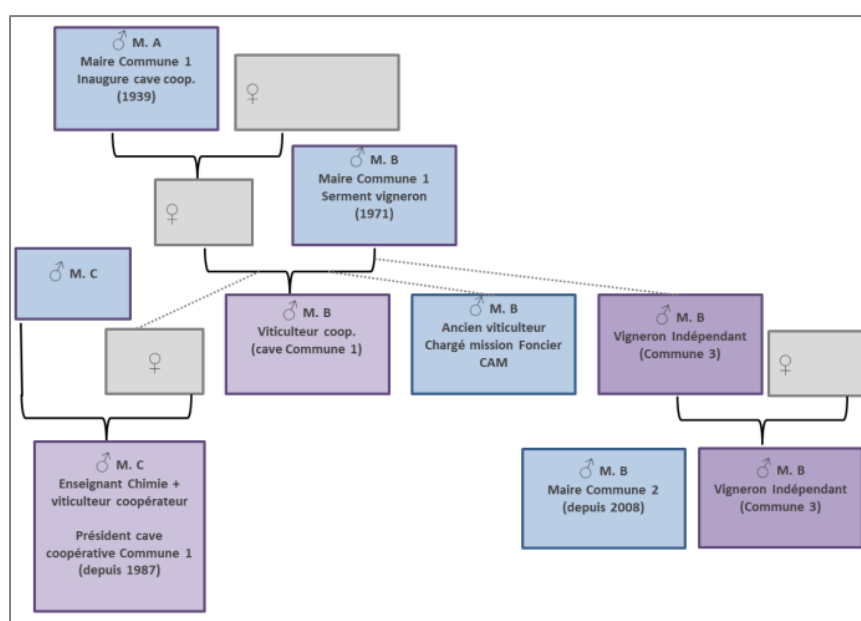 ♂ M. A
Maire Commune 1
Inaugure cave coop.
(1939)
♀
♂ M. B
Maire Commune 1
Serment vigneron
(1971)
♀
♂ M. C
♂ M. B
Viticulteur coop.
(cave Commune 1)
♂ M. B
Ancien viticulteur
Chargé mission Foncier
CAM
♂ M. B
Vigneron Indépendant
(Commune 3)
♀
♀
♂ M. C
Enseignant Chimie +
viticulteur coopérateur
Président cave
coopérative Commune 1
(depuis 1987)
♂ M. B
Maire Commune 2
(depuis 2008)
♂ M. B
Vigneron Indépendant
(Commune 3)